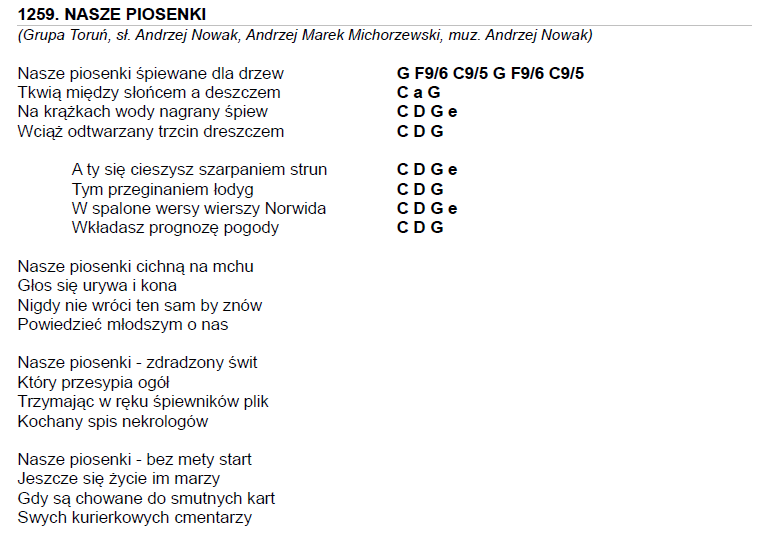 1259. NASZE PIOSENKI
(Grupa Toruń, sł. Andrzej Nowak, Andrzej Marek Michorzewski, muz. Andrzej Nowak)
Nasze piosenki śpiewane dla drzew G F9/6 C9/5 G F9/6 C9/5
Tkwią między słońcem a deszczem C a G
Na krążkach wody nagrany śpiew C D G e
Wciąż odtwarzany trzcin dreszczem C D G
A ty się cieszysz szarpaniem strun C D G e
Tym przeginaniem łodyg C D G
W spalone wersy wierszy Norwida C D G e
Wkładasz prognozę pogody C D G
Nasze piosenki cichną na mchu
Głos się urywa i kona
Nigdy nie wróci ten sam by znów
Powiedzieć młodszym o nas
Nasze piosenki - zdradzony świt
Który przesypia ogół
Trzymając w ręku śpiewników plik
Kochany spis nekrologów
Nasze piosenki - bez mety start
Jeszcze się życie im marzy
Gdy są chowane do smutnych kart
Swych kurierkowych cmentarzy